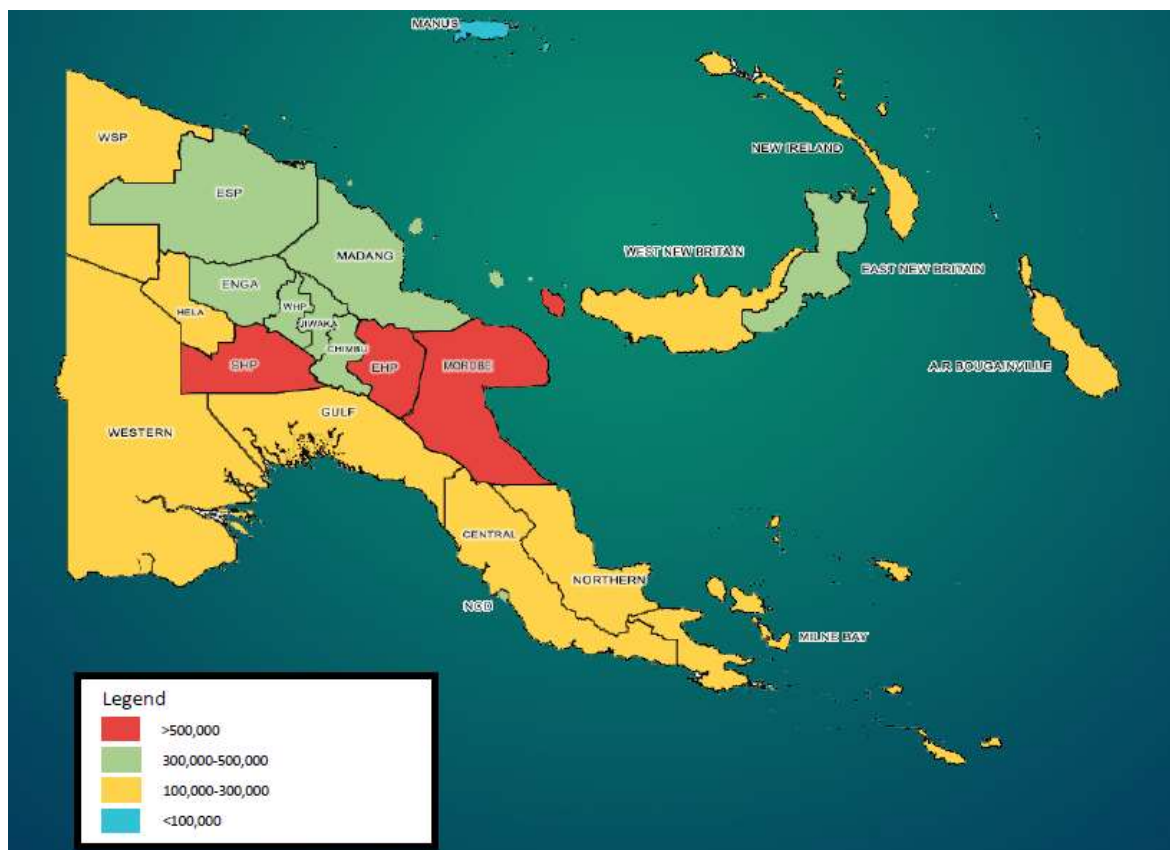 MANUS
WSP
NEW IRELAND
ESP
WEST NEW BRITAIN
MADANG
EAST NEW BRITAIN
ENGA
WHP
HELA
JIWAKA
CHIMBU
SHP
EHP
MOROBE
A.R BOUGAINVILLE
GULF
WESTERN
CENTRAL
NORTHERN
NCD
MILNE BAY
Legend
>500,000
300,000-500,000
100,000-300,000
<100,000